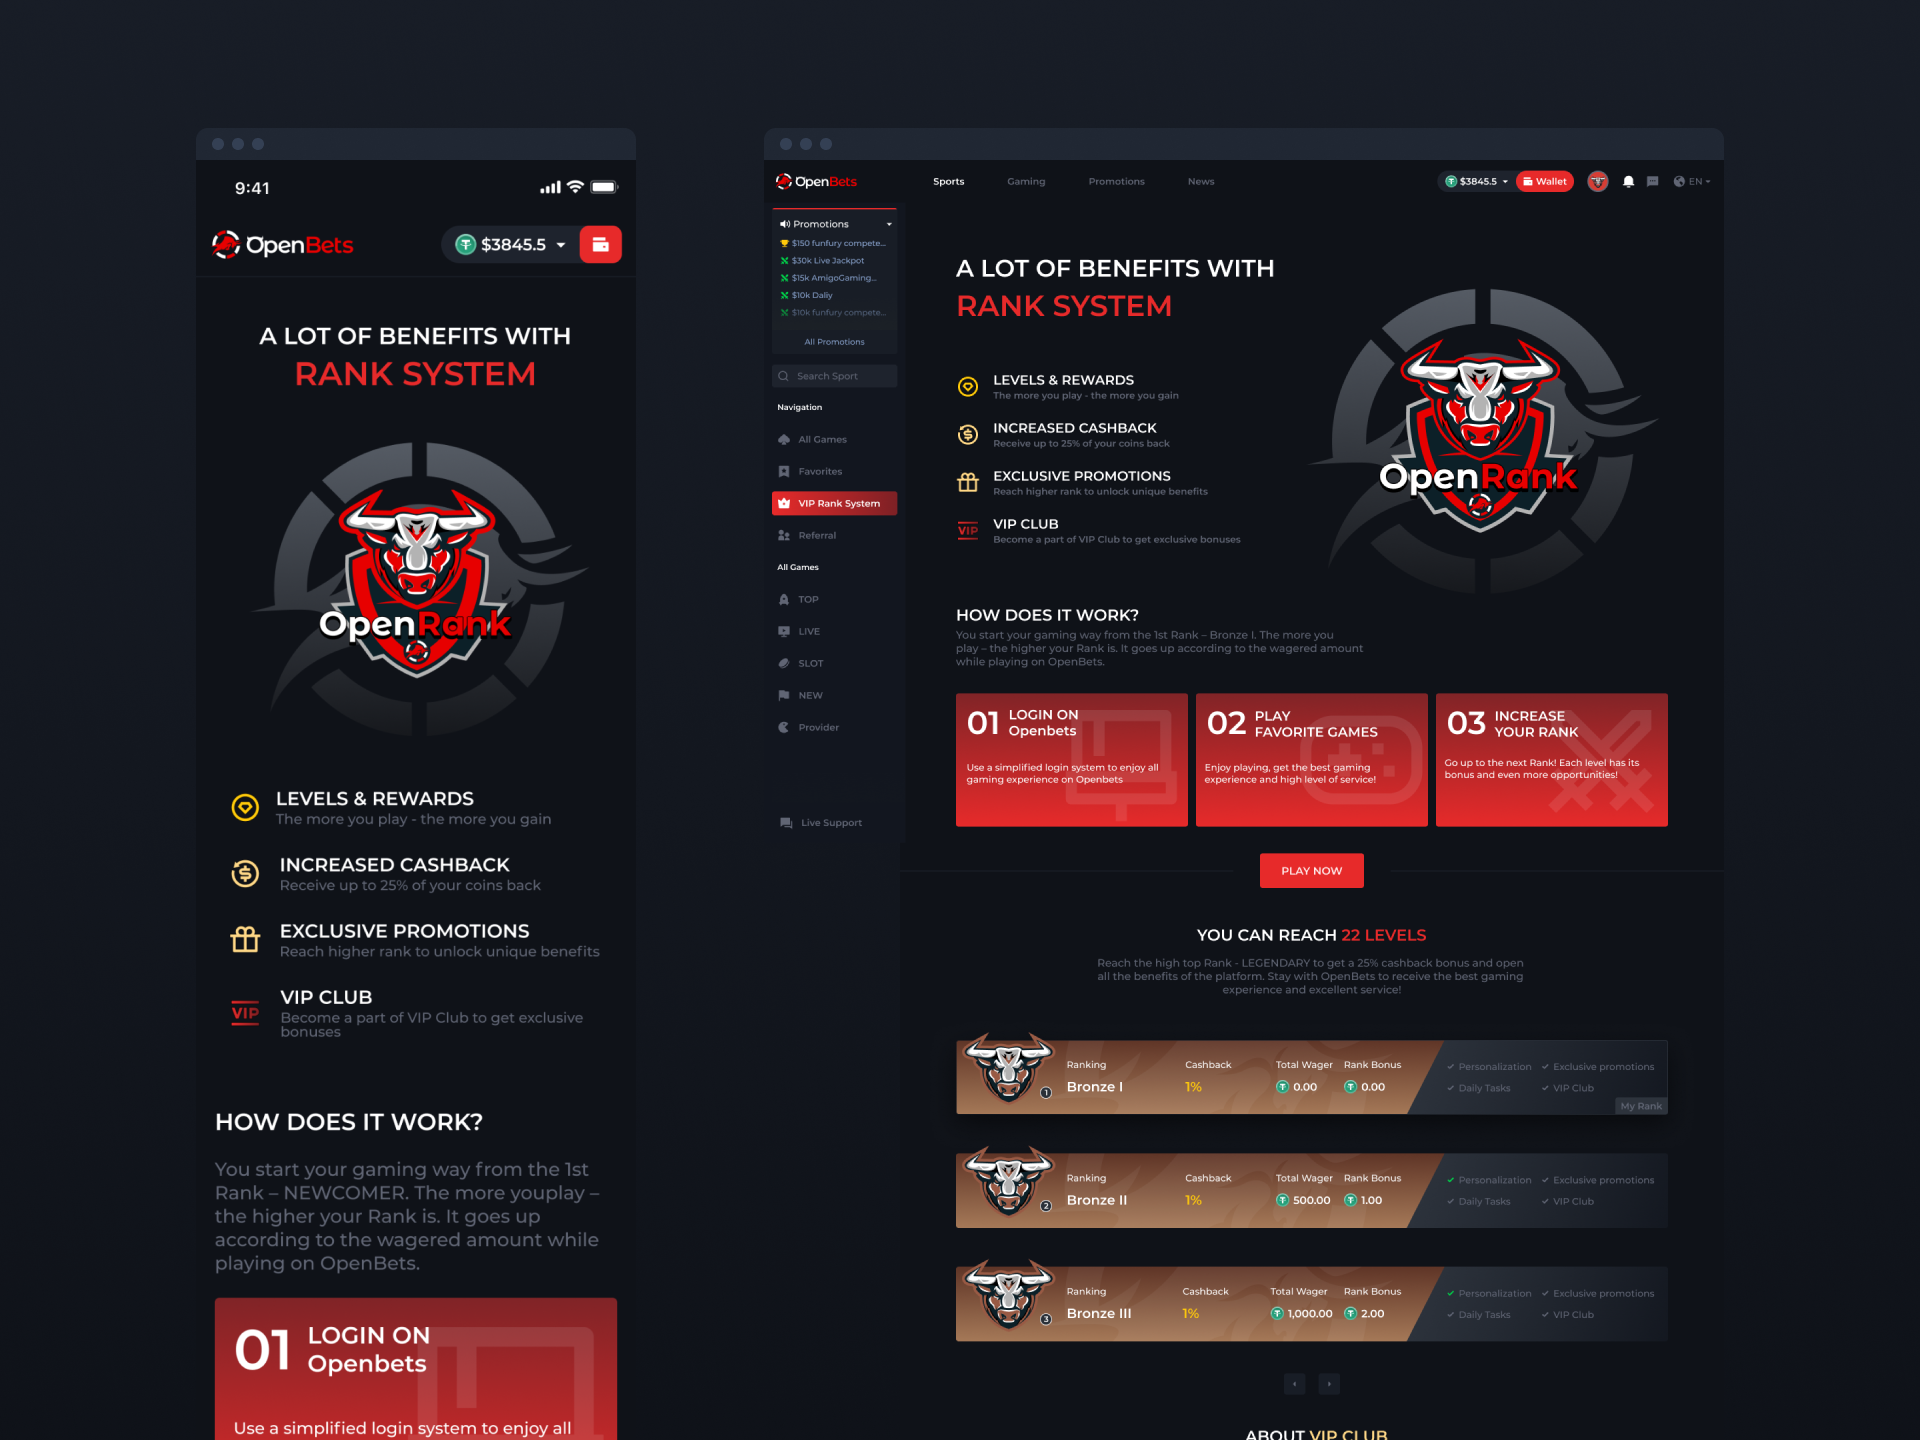 9:41
OpenBets
$3845.5
A LOT OF BENEFITS WITH
RANK SYSTEM
OpenRank
LEVELS & REWARDS
The more you play - the more you gain
INCREASED CASHBACK
Receive up to 25% of your coins back
EXCLUSIVE PROMOTIONS
Reach higher rank to unlock unique benefits
VIP
VIP CLUB
Become a part of VIP Club to get exclusive
bonuses
HOW DOES IT WORK?
You start your gaming way from the 1st
Rank – NEWCOMER. The more youplay –
the higher your Rank is. It goes up
according to the wagered amount while
playing on OpenBets.
01
LOGIN ON
Openbets
Use a simplified login system to enjoy all
OpenBets
Sports
Gaming
Promotions
News
$3845.5
Wallet
EN
Promotions
$150 funfury compete...
$30k Live Jackpot
$15k AmigoGaming...
$10k Daily
$10k funfury compete...
All Promotions
Search Sport
Navigation
All Games
Favorites
VIP Rank System
Referral
All Games
TOP
LIVE
SLOT
NEW
Provider
Live Support
A LOT OF BENEFITS WITH
RANK SYSTEM
LEVELS & REWARDS
The more you play - the more you gain
INCREASED CASHBACK
Receive up to 25% of your coins back
EXCLUSIVE PROMOTIONS
Reach higher rank to unlock unique benefits
VIP
VIP CLUB
Become a part of VIP Club to get exclusive bonuses
OpenRank
HOW DOES IT WORK?
You start your gaming way from the 1st Rank – Bronze I. The more you
play – the higher your Rank is. It goes up according to the wagered amount
while playing on OpenBets.
01
LOGIN ON
Openbets
Use a simplified login system to enjoy all
gaming experience on Openbets
02
PLAY
FAVORITE GAMES
Enjoy playing, get the best gaming
experience and high level of service!
03
INCREASE
YOUR RANK
Go up to the next Rank! Each level has its
bonus and even more opportunities!
PLAY NOW
YOU CAN REACH 22 LEVELS
Reach the high top Rank - LEGENDARY to get a 25% cashback bonus and open
all the benefits of the platform. Stay with OpenBets to receive the best gaming
experience and excellent service!
1
Ranking
Bronze I
Cashback
1%
Total Wager
0.00
Rank Bonus
0.00
Personalization
Exclusive promotions
Daily Tasks
VIP Club
My Rank
2
Ranking
Bronze II
Cashback
1%
Total Wager
500.00
Rank Bonus
1.00
Personalization
Exclusive promotions
Daily Tasks
VIP Club
3
Ranking
Bronze III
Cashback
1%
Total Wager
1,000.00
Rank Bonus
2.00
Personalization
Exclusive promotions
Daily Tasks
VIP Club
ABOUT VIP CLUB